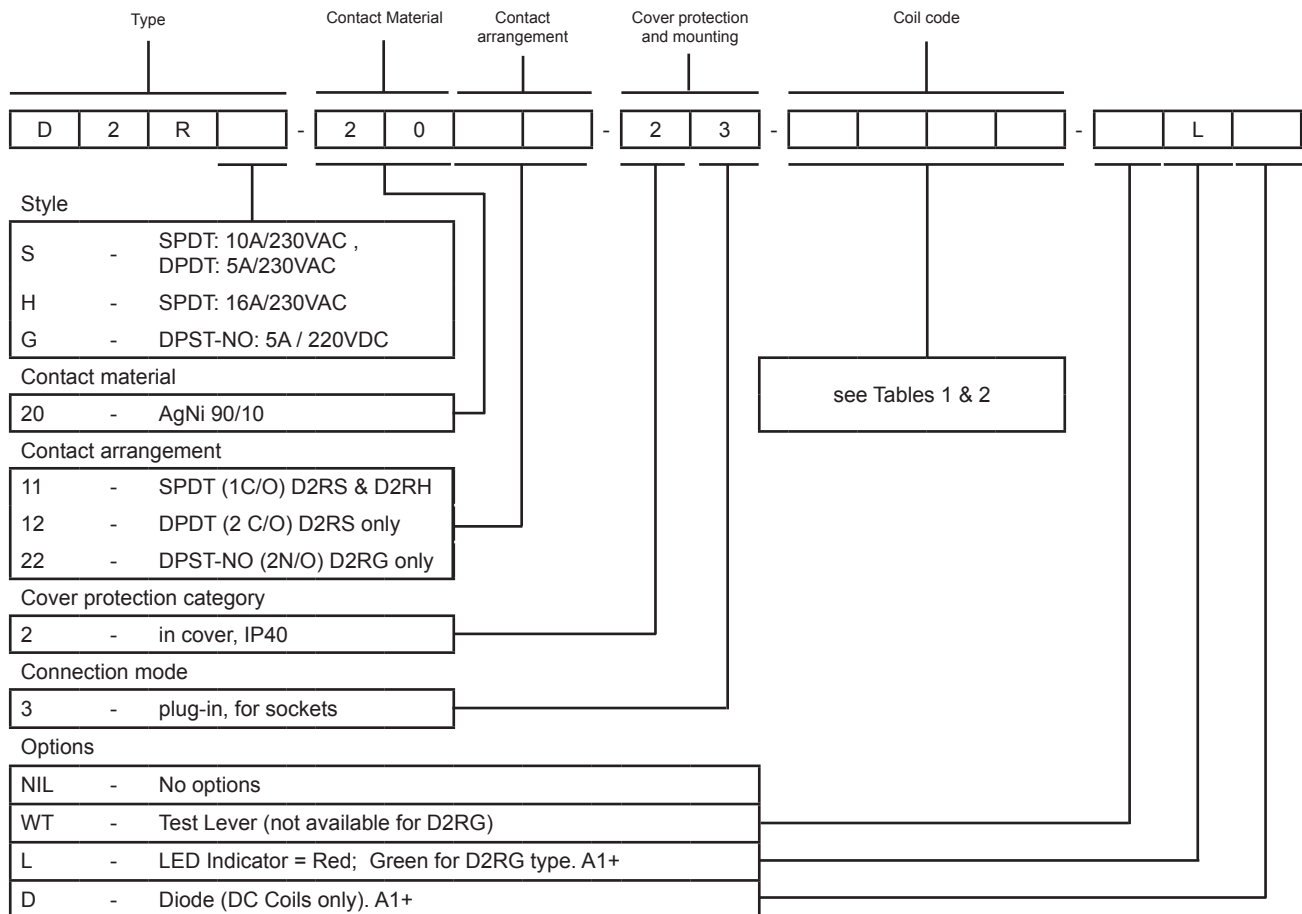 Type
Contact Material
Contact
arrangement
Cover protection
and mounting
Coil code
D 2 R - 2 0 - 2 3 - - L
Style
S - SPDT: 10A/230VAC ,
DPDT: 5A/230VAC
H - SPDT: 16A/230VAC
G - DPST-NO: 5A / 220VDC
Contact material
20 - AgNi 90/10
see Tables 1 & 2
Contact arrangement
11 - SPDT (1C/O) D2RS & D2RH
12 - DPDT (2 C/O) D2RS only
22 - DPST-NO (2N/O) D2RG only
Cover protection category
2 - in cover, IP40
Connection mode
3 - plug-in, for sockets
Options
NIL - No options
WT - Test Lever (not available for D2RG)
L - LED Indicator = Red; Green for D2RG type. A1+
D - Diode (DC Coils only). A1+